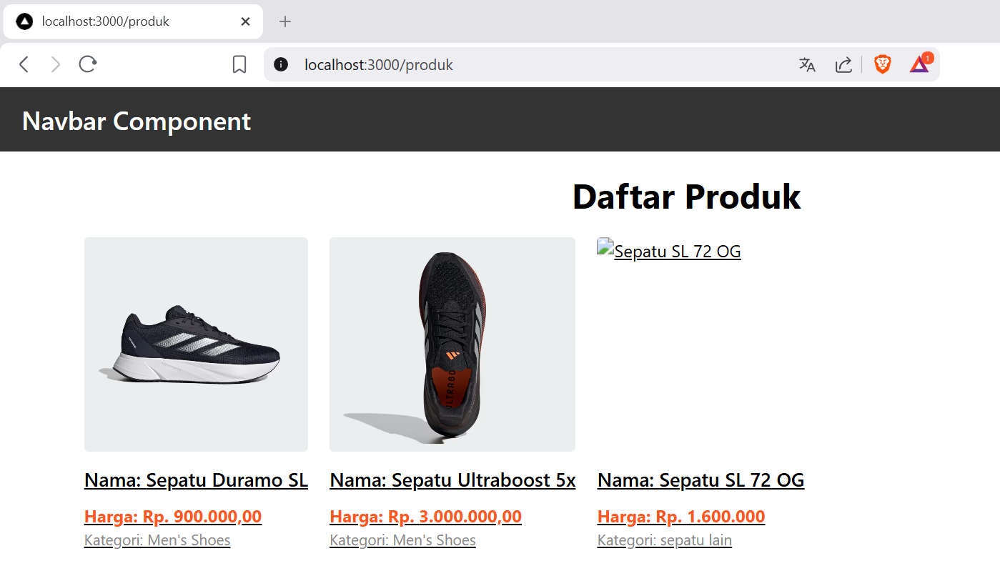 localhost:3000/produk
localhost:3000/produk
1
Navbar Component
Daftar Produk
Sepatu SL 72 OG
ULTRABO
Nama: Sepatu Duramo SL
Harga: Rp. 900.000,00
Kategori: Men's Shoes
Nama: Sepatu Ultraboost 5x
Harga: Rp. 3.000.000,00
Kategori: Men's Shoes
Nama: Sepatu SL 72 OG
Harga: Rp. 1.600.000
Kategori: sepatu lain